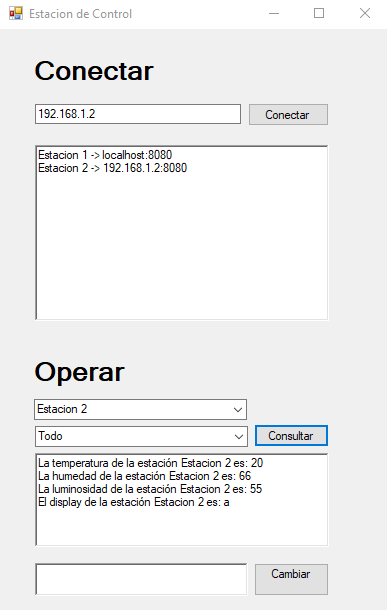 Estacion de Control
Conectar
192.168.1.2
Conectar
Estacion 1 -> localhost:8080
Estacion 2 -> 192.168.1.2:8080
Operar
Estacion 2
Todo
Consultar
La temperatura de la estación Estacion 2 es: 20
La humedad de la estación Estacion 2 es: 66
La luminosidad de la estación Estacion 2 es: 55
El display de la estación Estacion 2 es: a
Cambiar